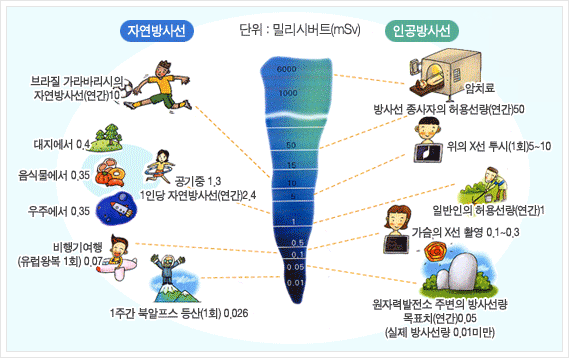 자연방사선
단위 : 밀리시버트(mSv)
인공방사선
브라질 가라바리시의
자연방사선(연간)10
대지에서 0.4
음식물에서 0.35
우주에서 0.35
공기중 1.3
1인당 자연방사선(연간)2.4
비행기여행
(유럽왕복 1회) 0.07
1주간 북알프스 등산(1회) 0.026
6000
1000
50
15
10
5
1
0.5
0.1
0.05
0.01
암치료
방사선 종사자의 허용선량(연간)50
위의 X선 투시(1회)5~10
일반인의 허용선량(연간)1
가슴의 X선 촬영 0.1~0.3
원자력발전소 주변의 방사선량
목표치(연간)0.05
(실제 방사선량 0.01미만)